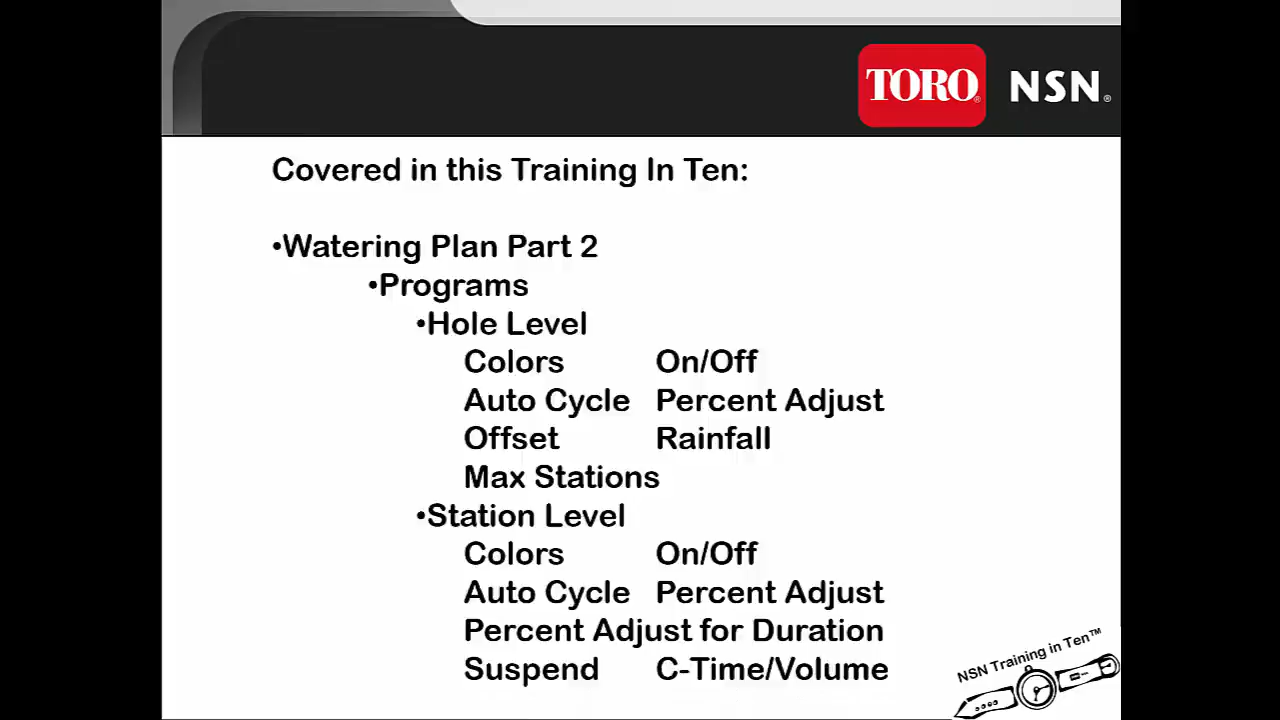 TORO® NSN®
Covered in this Training In Ten:
•Watering Plan Part 2
•Programs
•Hole Level
Colors On/Off
Auto Cycle Percent Adjust
Offset Rainfall
Max Stations
•Station Level
Colors On/Off
Auto Cycle Percent Adjust
Percent Adjust for Duration
Suspend C-Time/Volume
NSN Training in Ten™